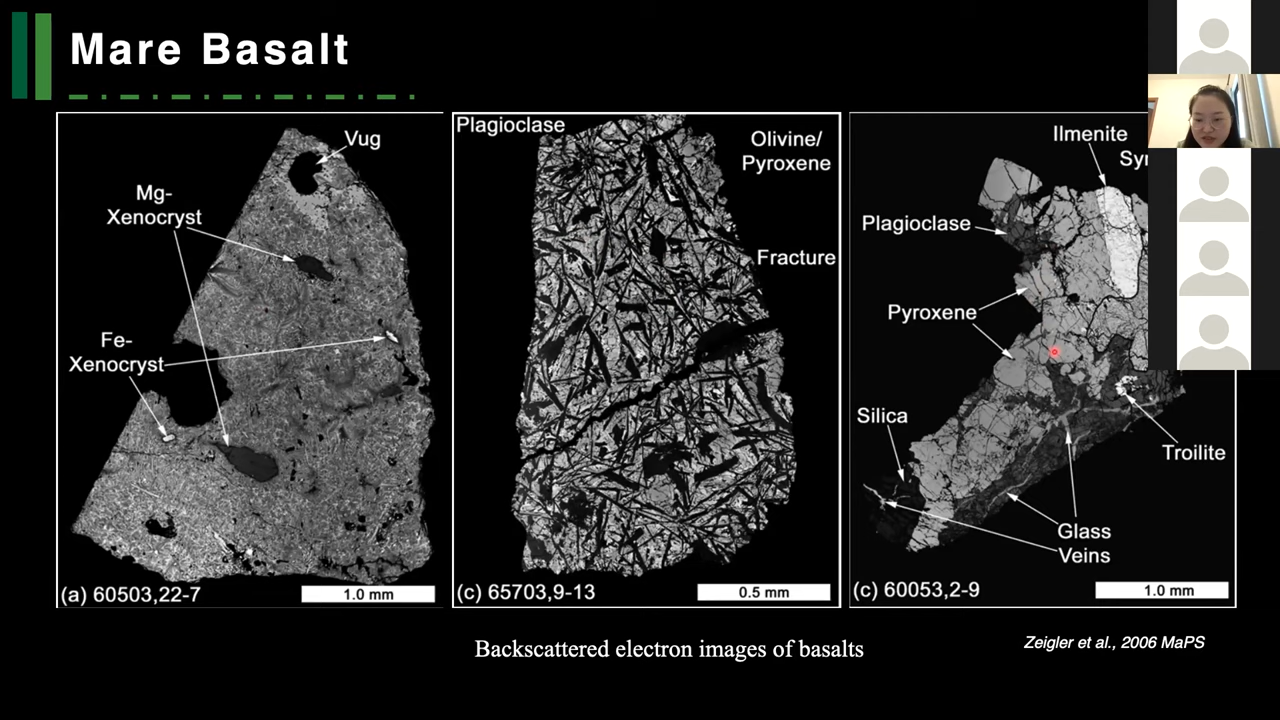 Mare Basalt
Vug
Mg-
Xenocryst
Fe-
Xenocryst
(a) 60503,22-7
1.0 mm
Plagioclase
Olivine/
Pyroxene
Fracture
(c) 65703,9-13
0.5 mm
Ilmenite
Plagioclase
Pyroxene
Silica
Troilite
Glass
Veins
(c) 60053,2-9
1.0 mm
Backscattered electron images of basalts
Zeigler et al., 2006 MaPS